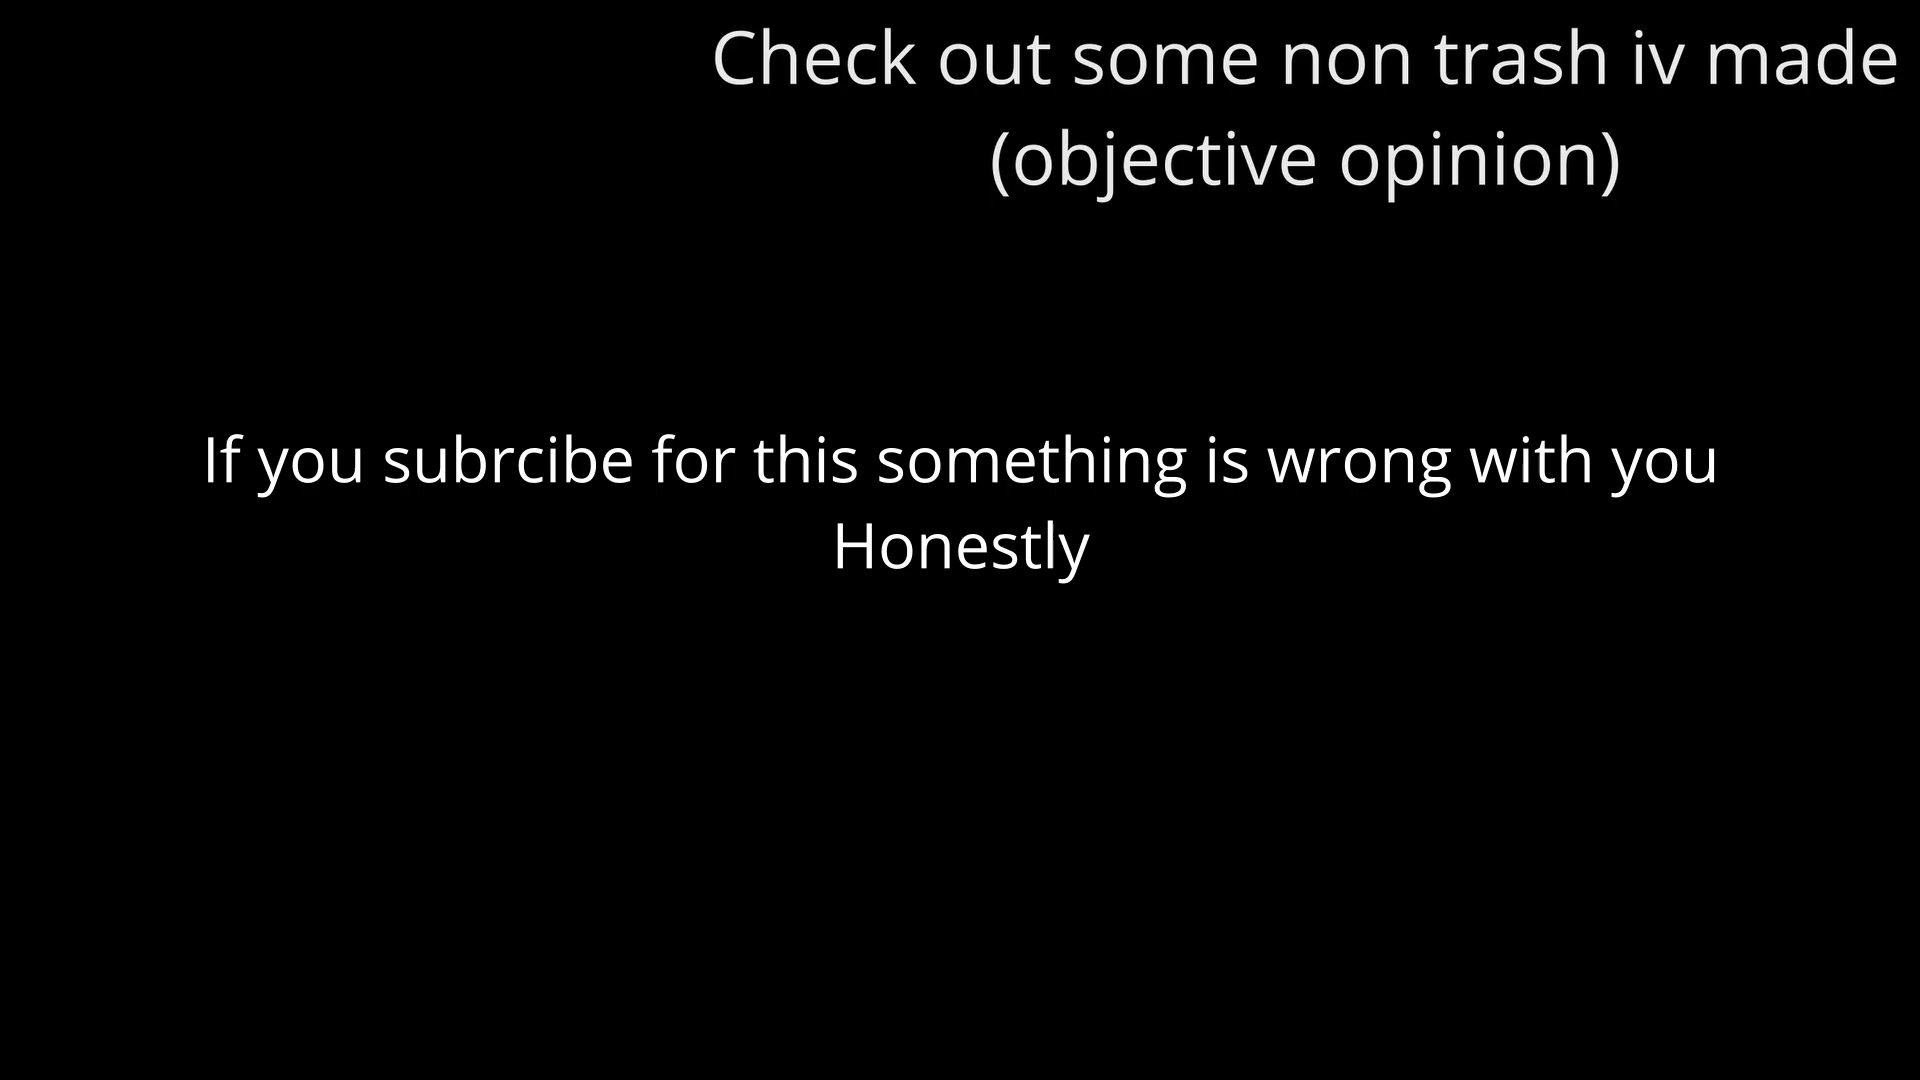 Check out some non trash iv made
(objective opinion)
If you subrcibe for this something is wrong with you
Honestly